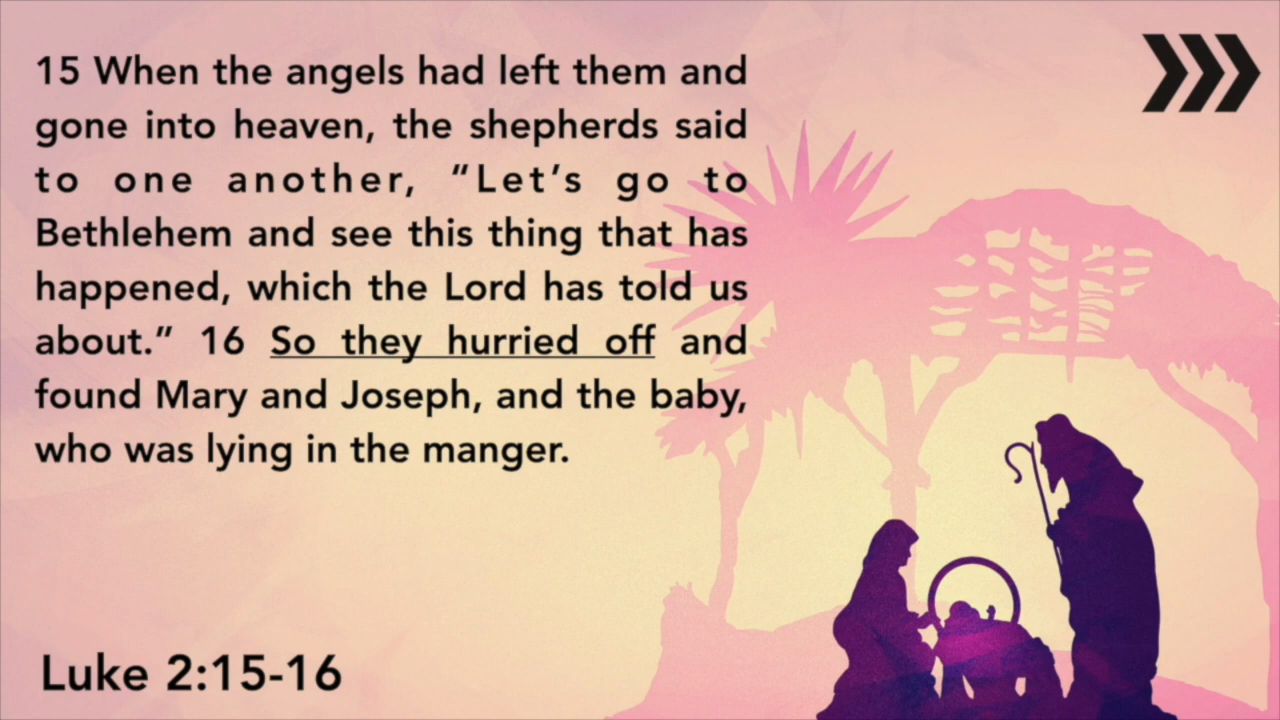 15 When the angels had left them and
gone into heaven, the shepherds said
to one another, “Let’s go to
Bethlehem and see this thing that has
happened, which the Lord has told us
about.” 16 So they hurried off and
found Mary and Joseph, and the baby,
who was lying in the manger.
Luke 2:15-16